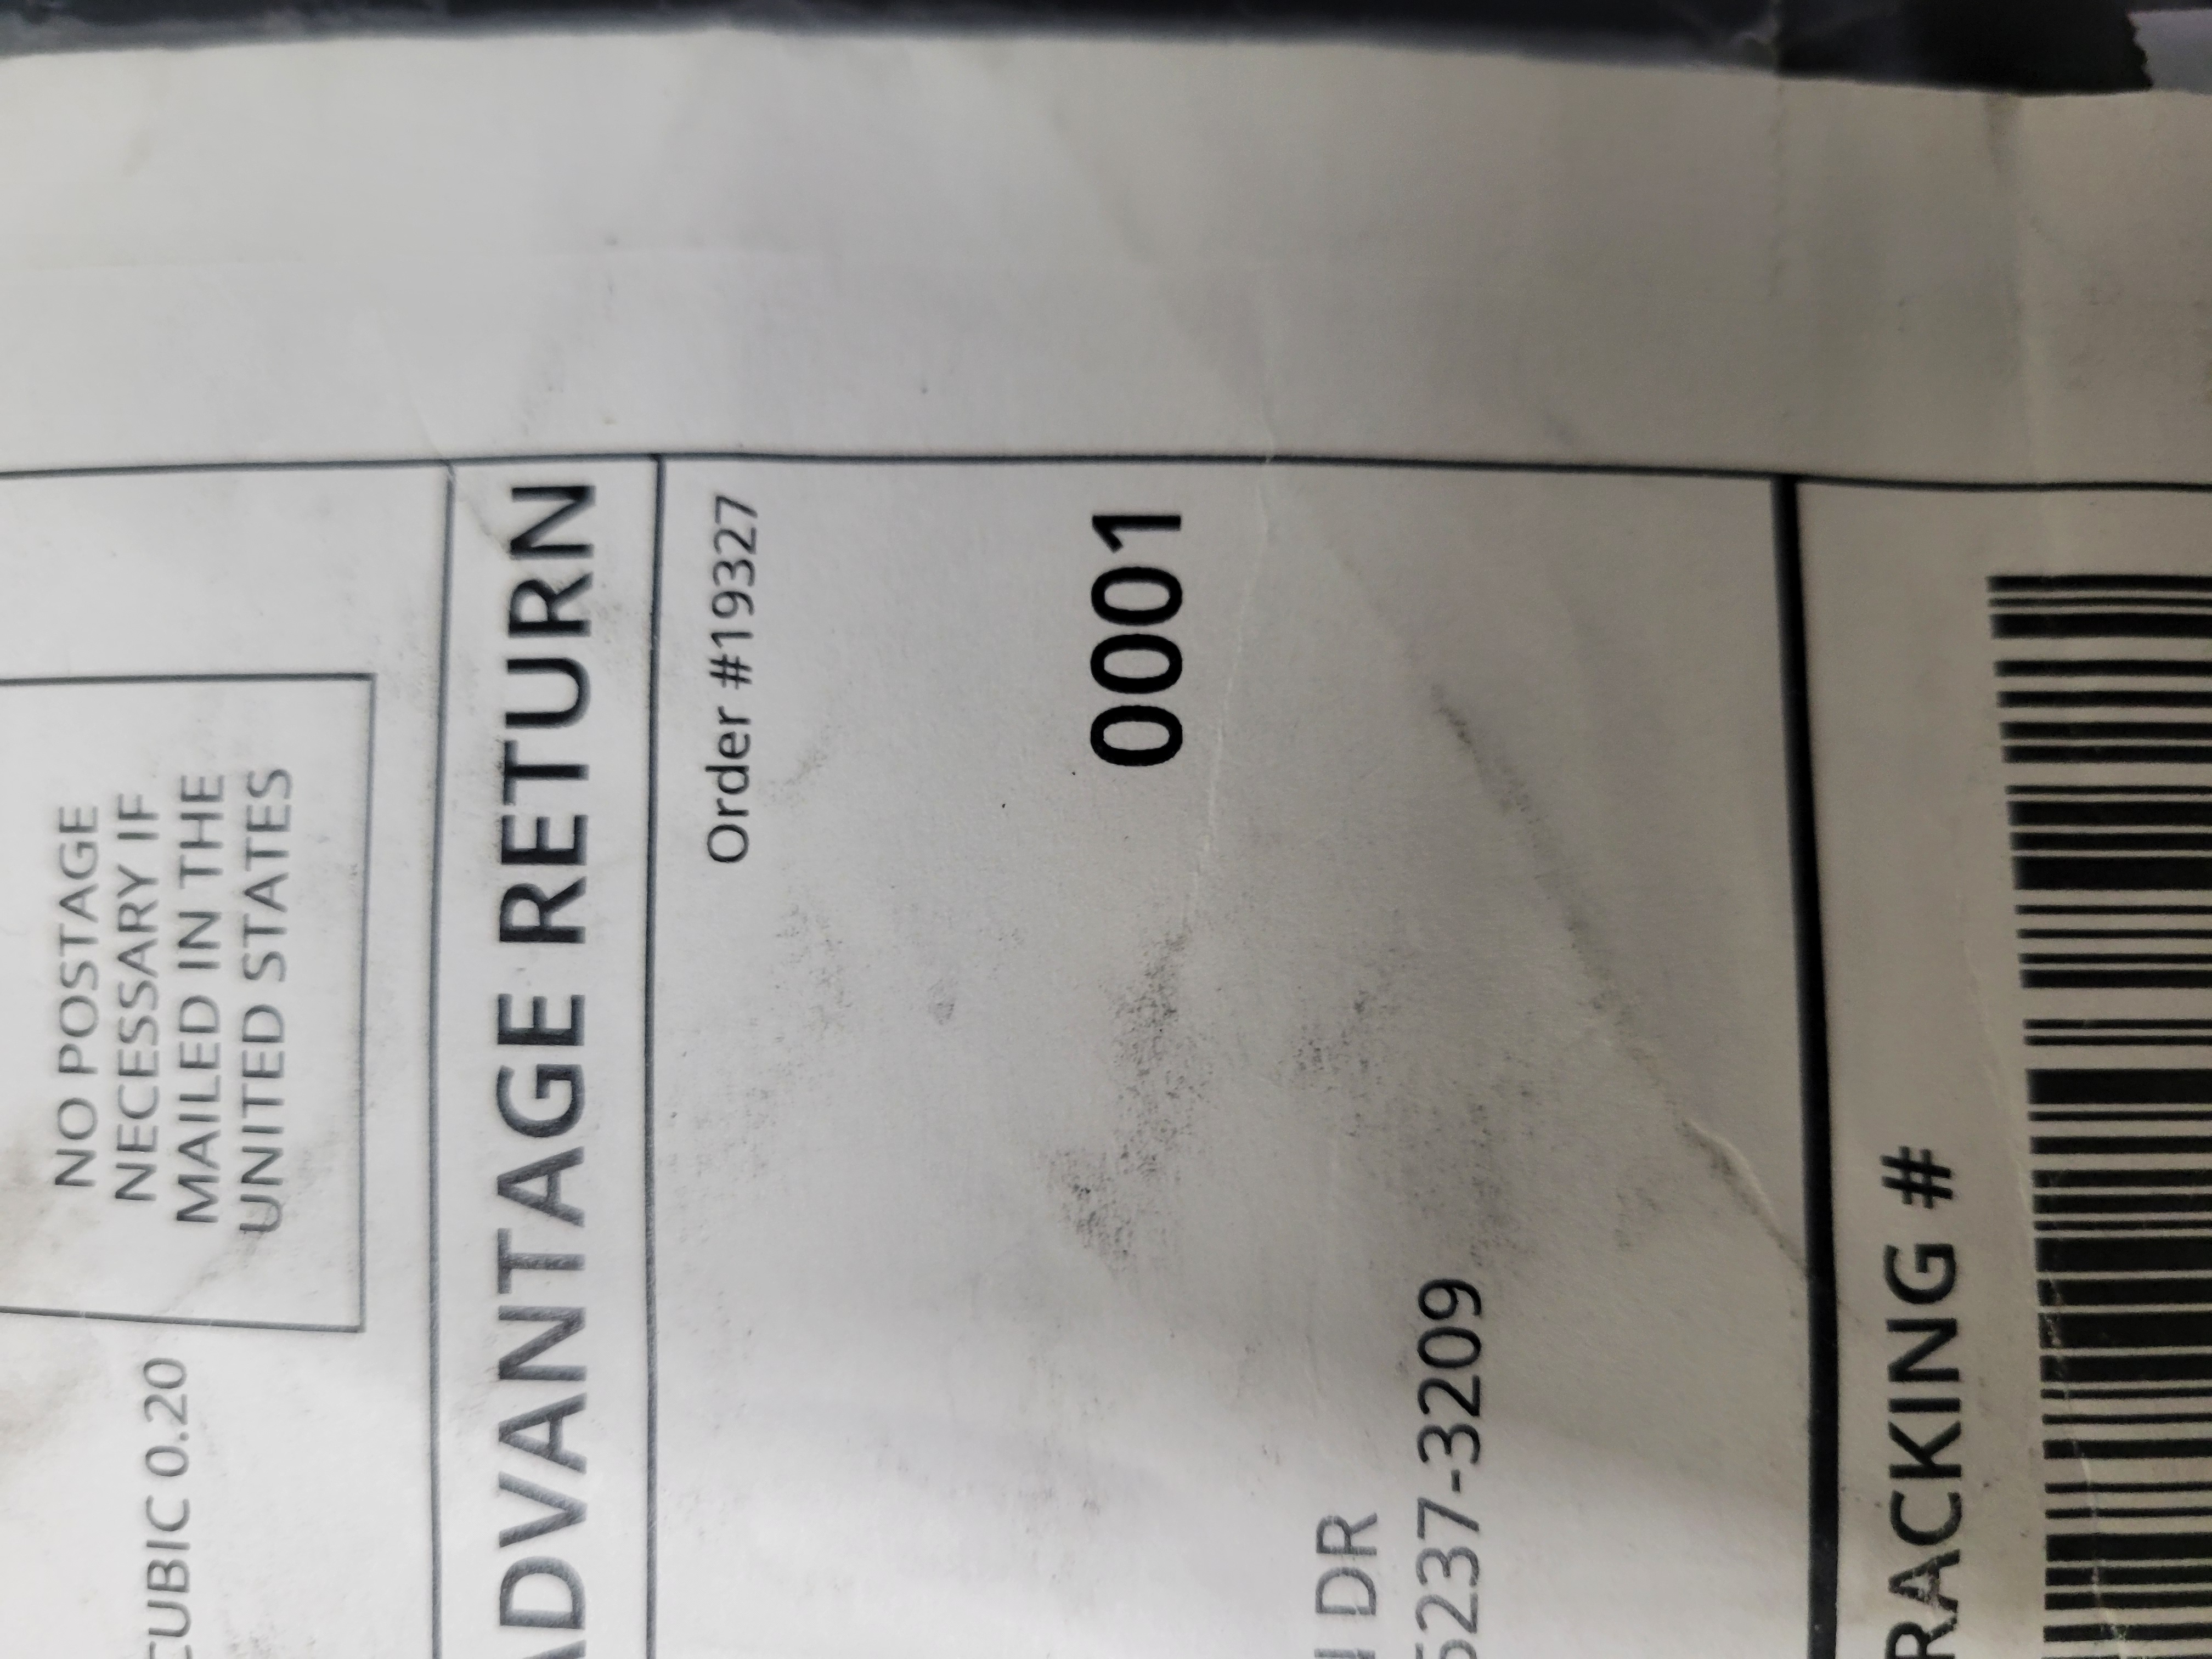 NO POSTAGE
NECESSARY IF
MAILED IN THE
UNITED STATES
CUBIC 0.20
ADVANTAGE RETURN
Order #19327
0001
DR
5237-3209
RACKING #